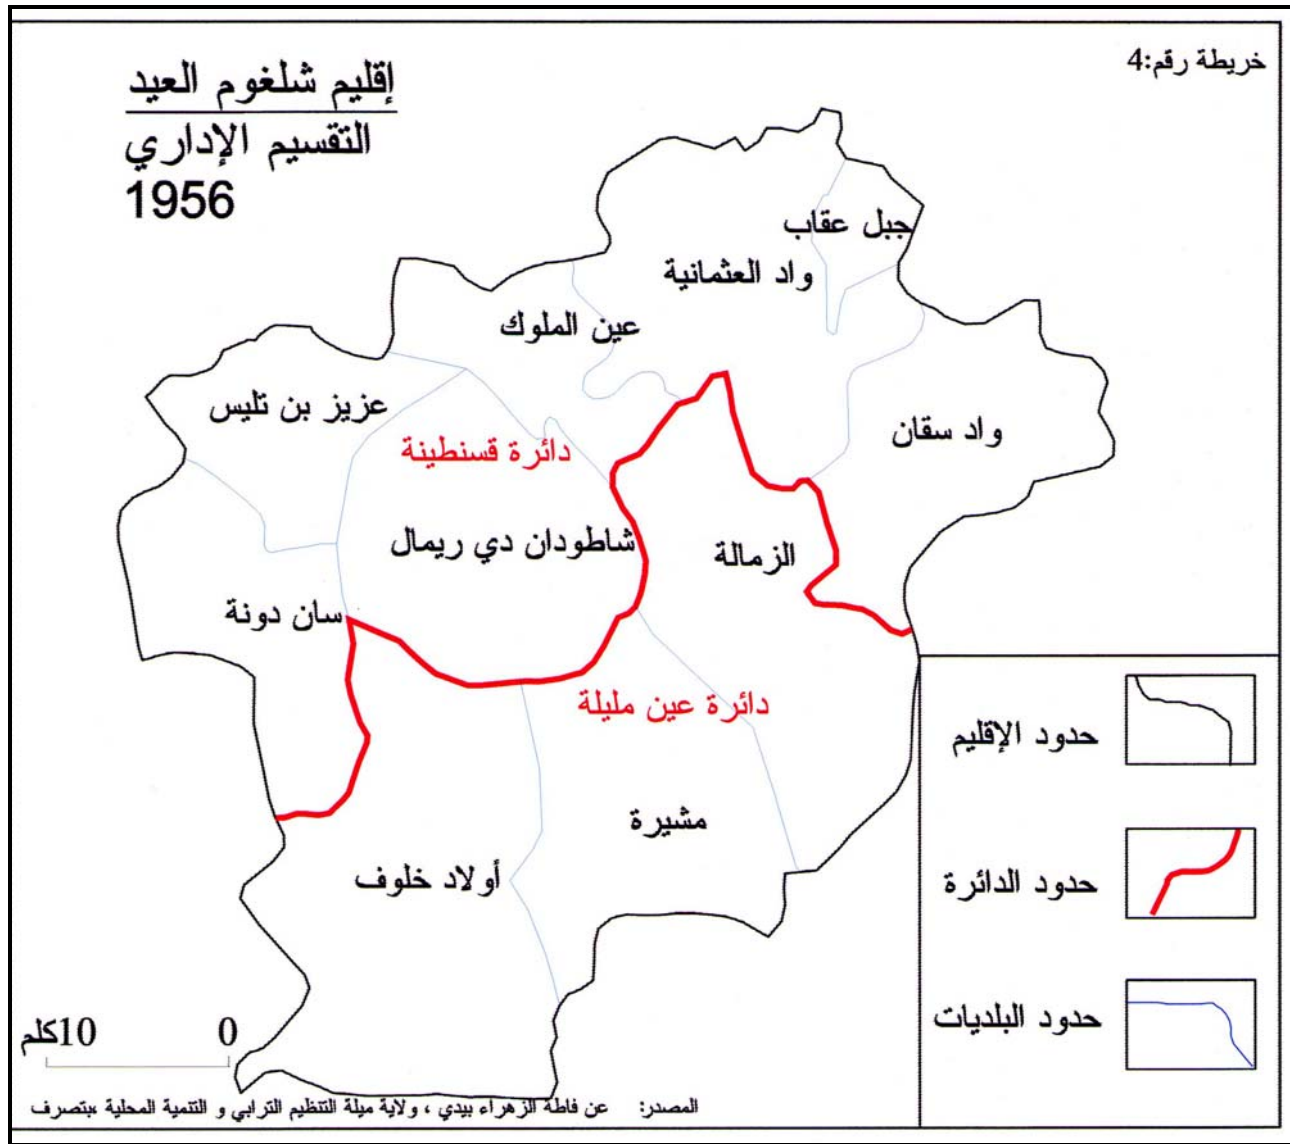 خريطة رقم:4
إقليم شلغوم العيد
التقسيم الإداري
1956
جبل عقاب
واد العثمانية
عين الملوك
عزيز بن تليس
واد سقان
دائرة قسنطينة
شاطودان دي ريمال
الزمالة
سان دونة
دائرة عين مليلة
مشيرة
أولاد خلوف
حدود الإقليم
حدود الدائرة
حدود البلديات
0 10كلم
المصدر: عن فاطة الزهراء بيدي ، ولاية ميلة التنظيم الترابي و التنمية المحلية ،بتصرف